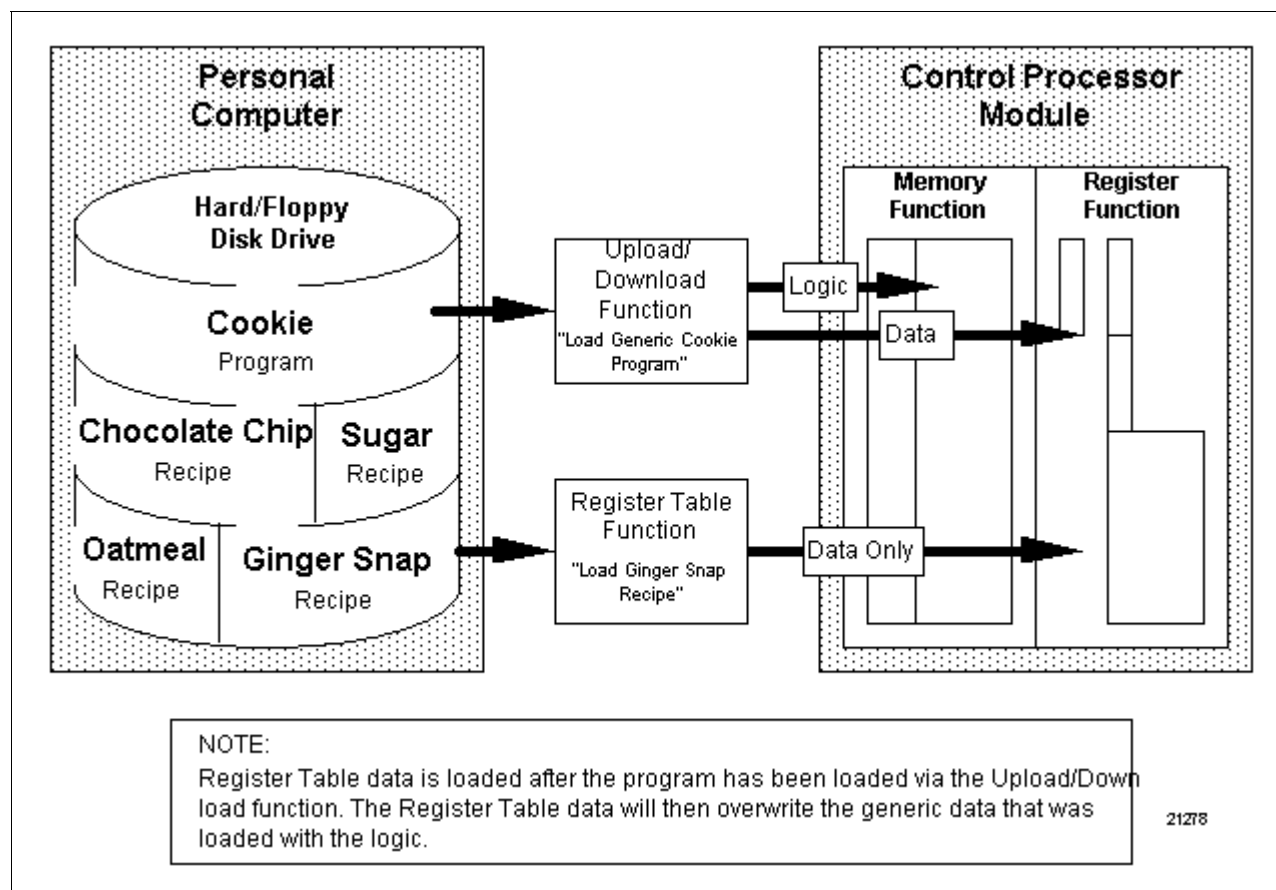 Personal
Computer
Hard/Floppy
Disk Drive
Cookie
Program
Chocolate Chip
Recipe
Sugar
Recipe
Oatmeal
Recipe
Ginger Snap
Recipe
Upload/
Download
Function
"Load Generic Cookie
Program"
Register Table
Function
"Load Ginger Snap
Recipe"
Logic
Data
Data Only
Control Processor
Module
Memory
Function
Register
Function
NOTE:
Register Table data is loaded after the program has been loaded via the Upload/Down
load function. The Register Table data will then overwrite the generic data that was
loaded with the logic.
21278